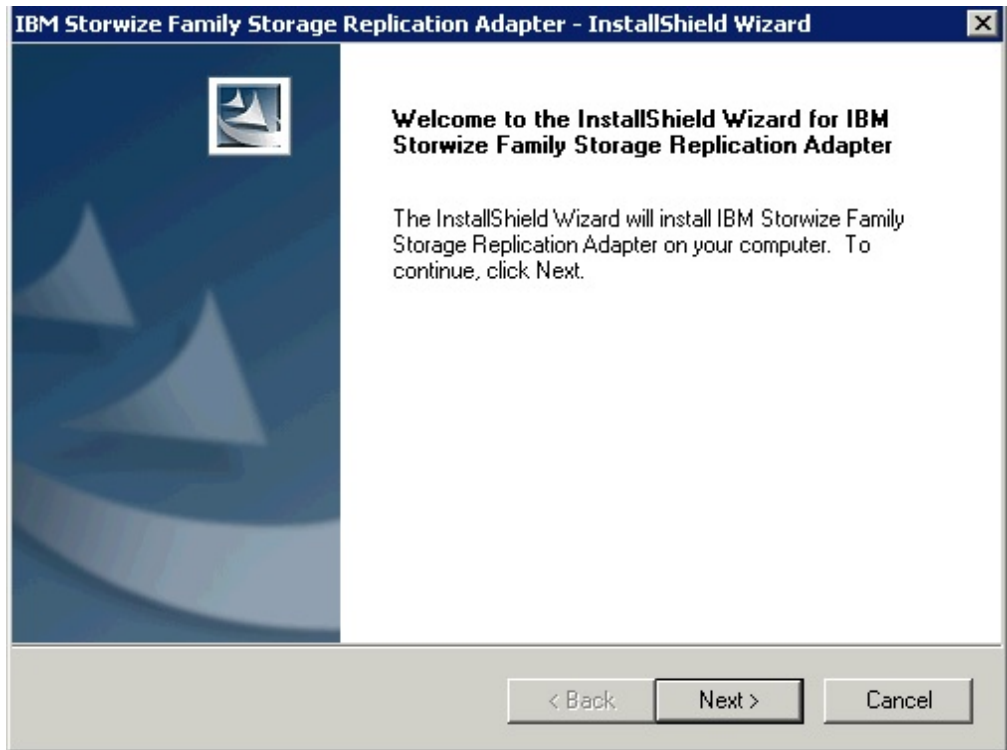 IBM Storwize Family Storage Replication Adapter - InstallShield Wizard
Welcome to the InstallShield Wizard for IBM
Storwize Family Storage Replication Adapter
The InstallShield Wizard will install IBM Storwize Family
Storage Replication Adapter on your computer. To
continue, click Next.
< Back Next > Cancel